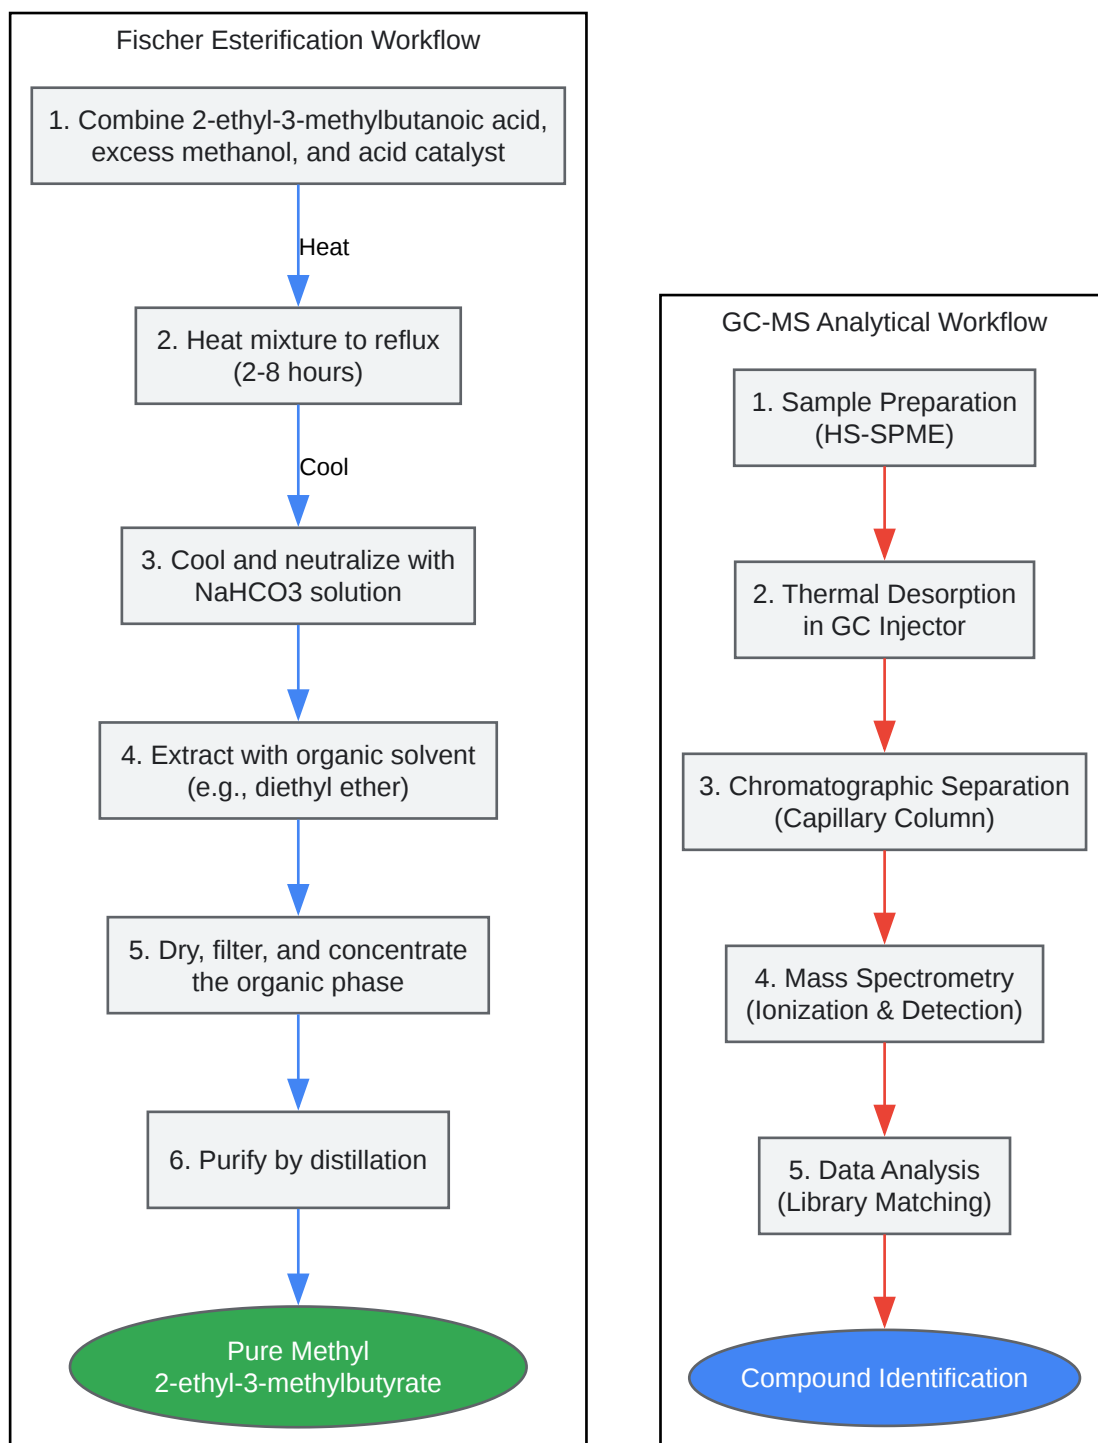 Fischer Esterification Workflow
1. Combine 2-ethyl-3-methylbutanoic acid,
excess methanol, and acid catalyst
Heat
2. Heat mixture to reflux
(2-8 hours)
Cool
3. Cool and neutralize with
NaHCO3 solution
4. Extract with organic solvent
(e.g., diethyl ether)
5. Dry, filter, and concentrate
the organic phase
6. Purify by distillation
Pure Methyl
2-ethyl-3-methylbutyrate
GC-MS Analytical Workflow
1. Sample Preparation
(HS-SPME)
2. Thermal Desorption
in GC Injector
3. Chromatographic Separation
(Capillary Column)
4. Mass Spectrometry
(Ionization & Detection)
5. Data Analysis
(Library Matching)
Compound Identification